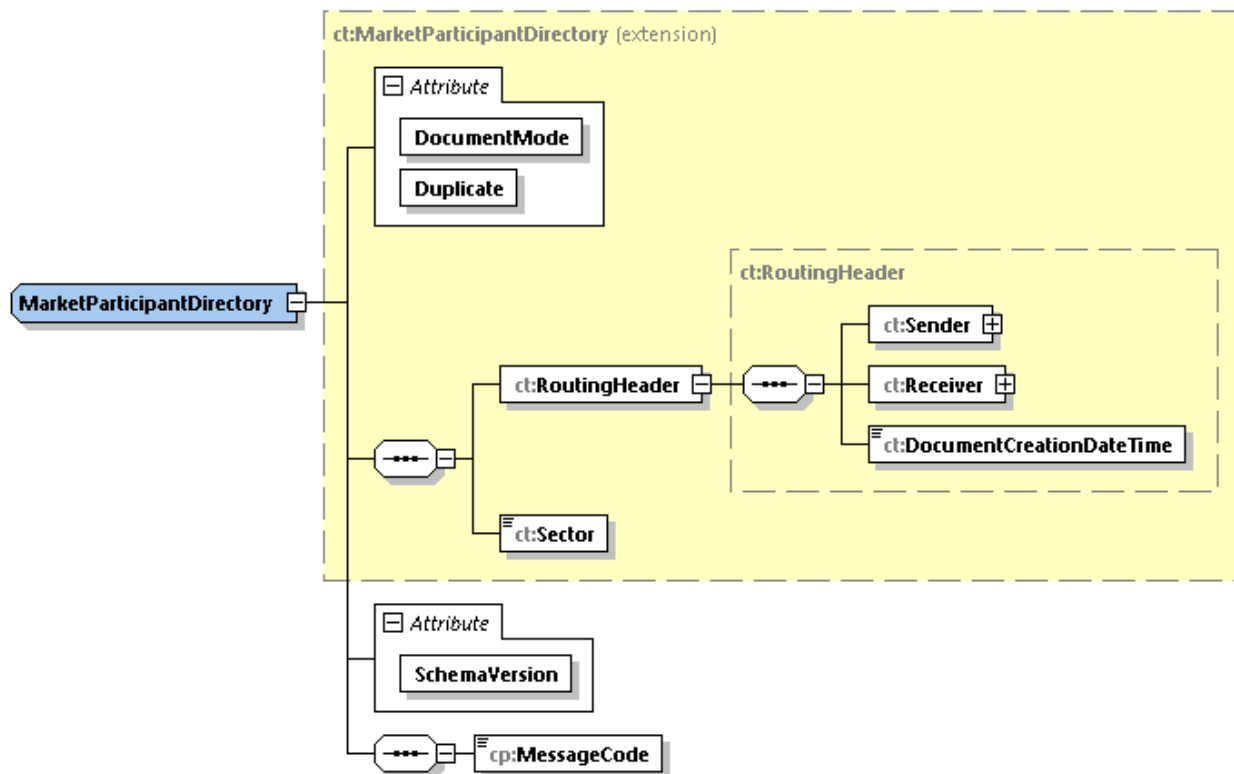 ct:MarketParticipantDirectory (extension)
Attribute
DocumentMode
Duplicate
ct:RoutingHeader
MarketParticipantDirectory
ct:Sender
ct:RoutingHeader
ct:Receiver
ct:DocumentCreationDateTime
ct:Sector
Attribute
SchemaVersion
cp:MessageCode